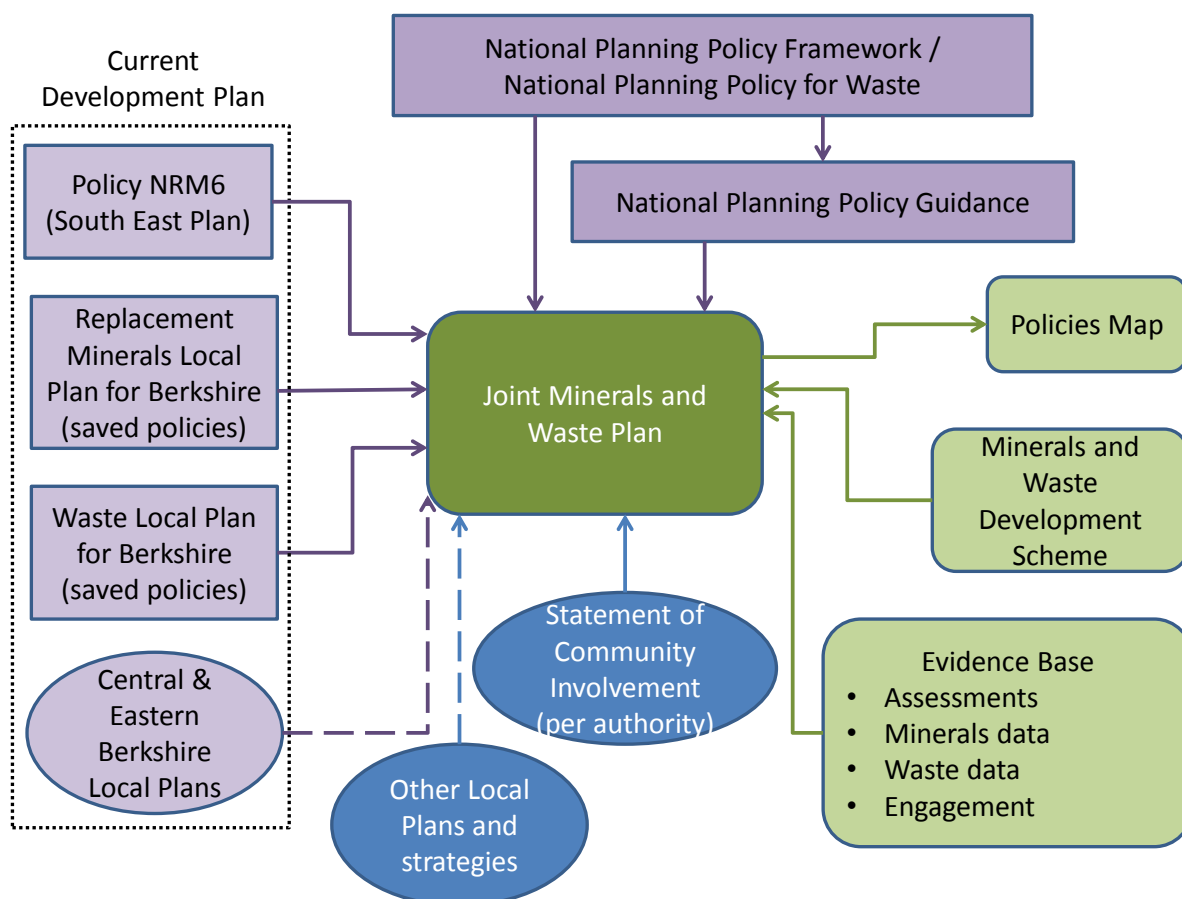 National Planning Policy Framework /
National Planning Policy for Waste
Current
Development Plan
Policy NRM6
(South East Plan)
National Planning Policy Guidance
Replacement
Minerals Local
Plan for Berkshire
(saved policies)
Joint Minerals and
Waste Plan
Policies Map
Minerals and
Waste
Development
Scheme
Waste Local Plan
for Berkshire
(saved policies)
Statement of
Community
Involvement
(per authority)
Central &
Eastern
Berkshire
Local Plans
Other Local
Plans and
strategies
Evidence Base
• Assessments
• Minerals data
• Waste data
• Engagement